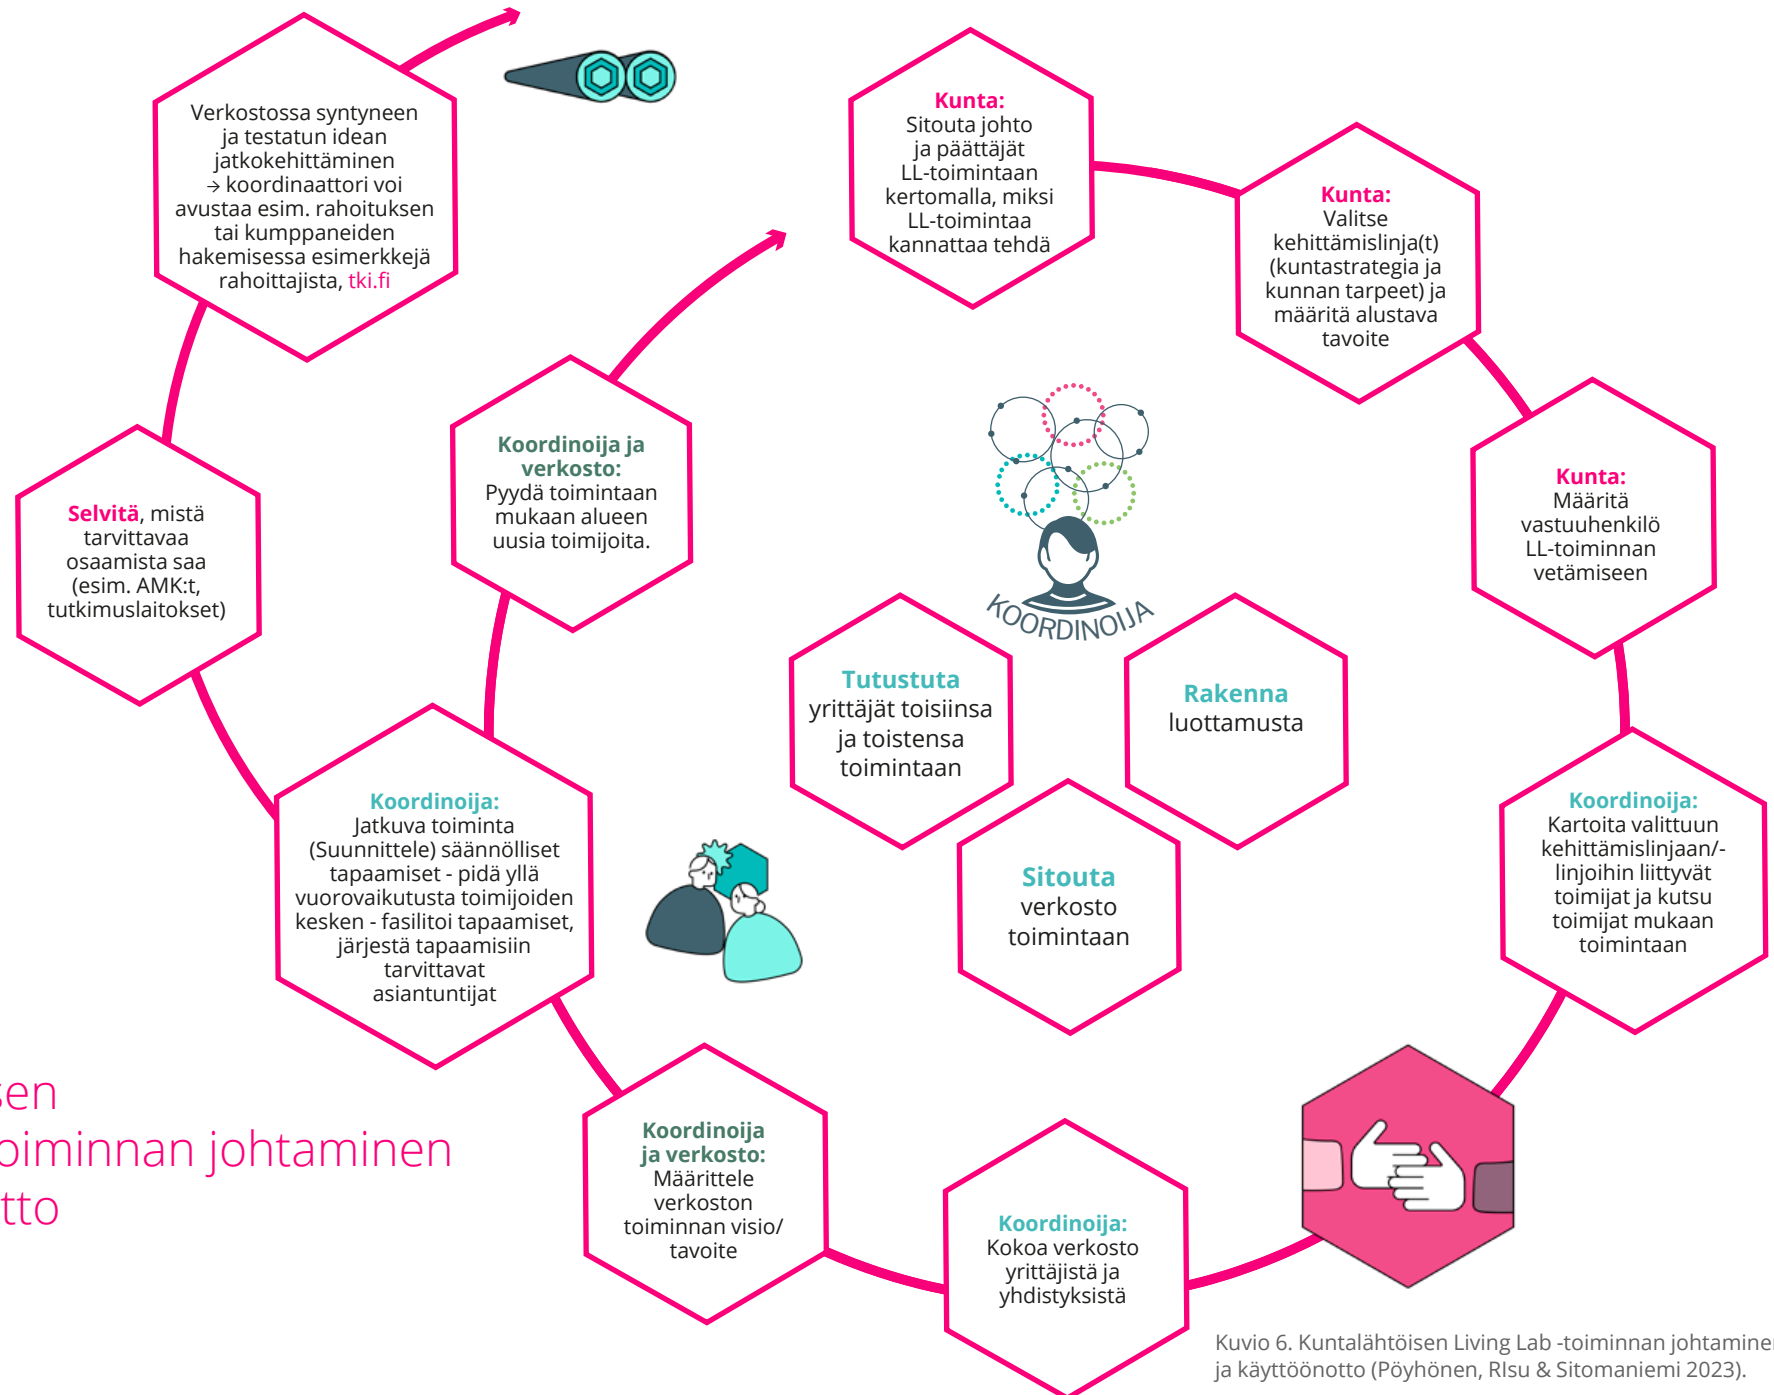 Kunta:
Sitouta johto
ja päättäjät
LL-toimintaan
kertomalla, miksi
LL-toimintaa
kannattaa tehdä
Kunta:
Valitse
kehittämislinja(t)
(kuntastrategia ja
kunnan tarpeet) ja
määritä alustava
tavoite
Kunta:
Määritä
vastuuhenkilö
LL-toiminnan
vetämiseen
Koordinoija:
Kartoita valittuun
kehittämislinjaan/-
linjoihin liittyvät
toimijat ja kutsu
toimijat mukaan
toimintaan
Koordinoija:
Kokoa verkosto
yrittäjistä ja
yhdistyksistä
Koordinoija
ja verkosto:
Määrittele
verkoston
toiminnan visio/
tavoite
Koordinoija:
Jatkuva toiminta
(Suunnittele) säännölliset
tapaamiset - pidä yllä
vuorovaikutusta toimijoiden
kesken - fasilitoi tapaamiset,
järjestä tapaamisiin
tarvittavat
asiantuntijat
Koordinoija ja
verkosto:
Pyydä toimintaan
mukaan alueen
uusia toimijoita.
Selvitä, mistä
tarvittavaa
osaamista saa
(esim. AMK:t,
tutkimuslaitokset)
Verkostossa syntyneen
ja testatun idean
jatkokehittäminen
→ koordinaattori voi
avustaa esim. rahoituksen
tai kumppaneiden
hakemisessa esimerkkejä
rahoittajista, tki.fi
KOORDINOIJA
Tutustuta
yrittäjät toisiinsa
ja toistensa
toimintaan
Rakenna
luottamusta
Sitouta
verkosto
toimintaan
sen
oiminnan johtaminen
tto
Kuvio 6. Kuntalähtöisen Living Lab -toiminnan johtaminen
ja käyttöönotto (Pöyhönen, RIsu & Sitomaniemi 2023).